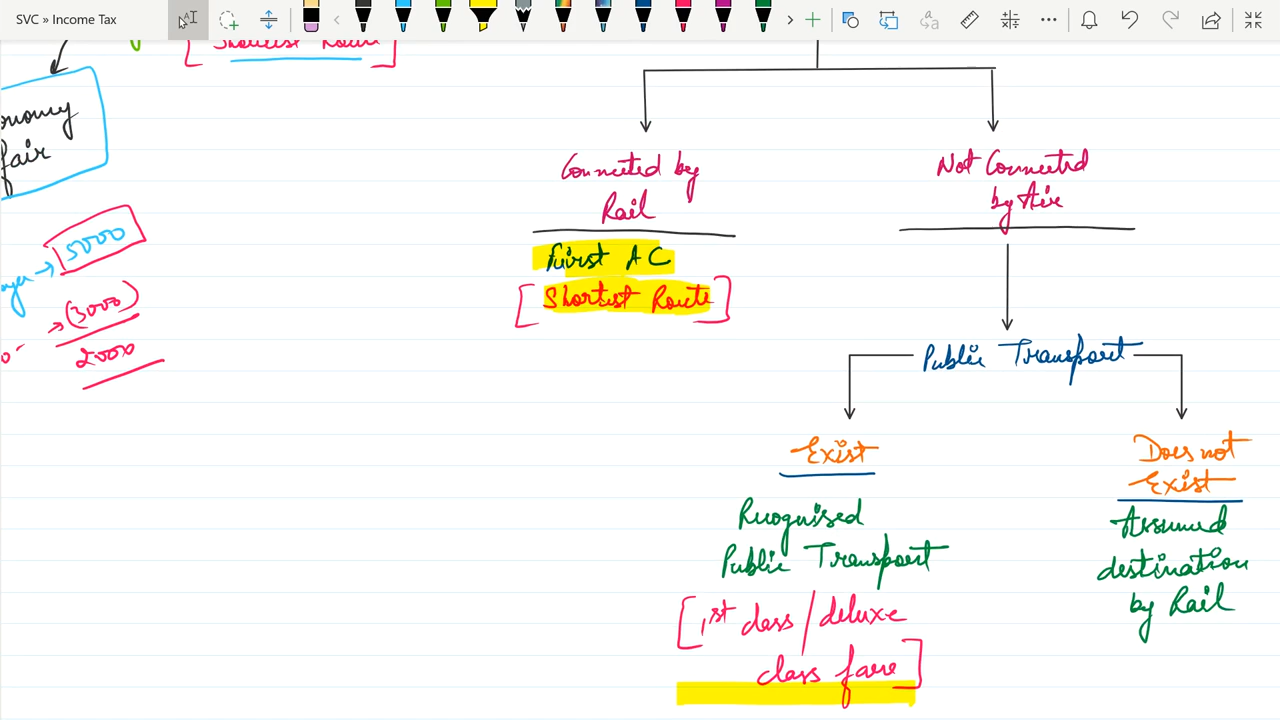 SVC » Income Tax
[Shortest Route]
onomy
fair
5000
(3000)
2000
Connected by
Rail
First AC
[Shortest Route]
Not Connected
by Air
Public Transport
Exist
Recognised
Public Transport
[1st class/deluxe
class fare]
Does not
Exist
Assumed
destination
by Rail